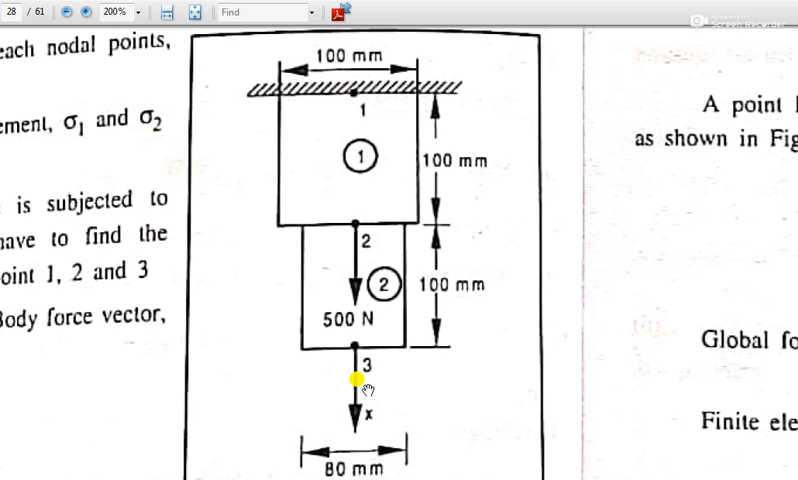 28 / 61
200%
Find
Screen Recorder
each nodal points,
ement, σ1 and σ2
is subjected to
have to find the
oint 1, 2 and 3
Body force vector,
100 mm
1
1
100 mm
2
2
100 mm
500 N
3
x
80 mm
A point
as shown in Fig
Global fo
Finite ele